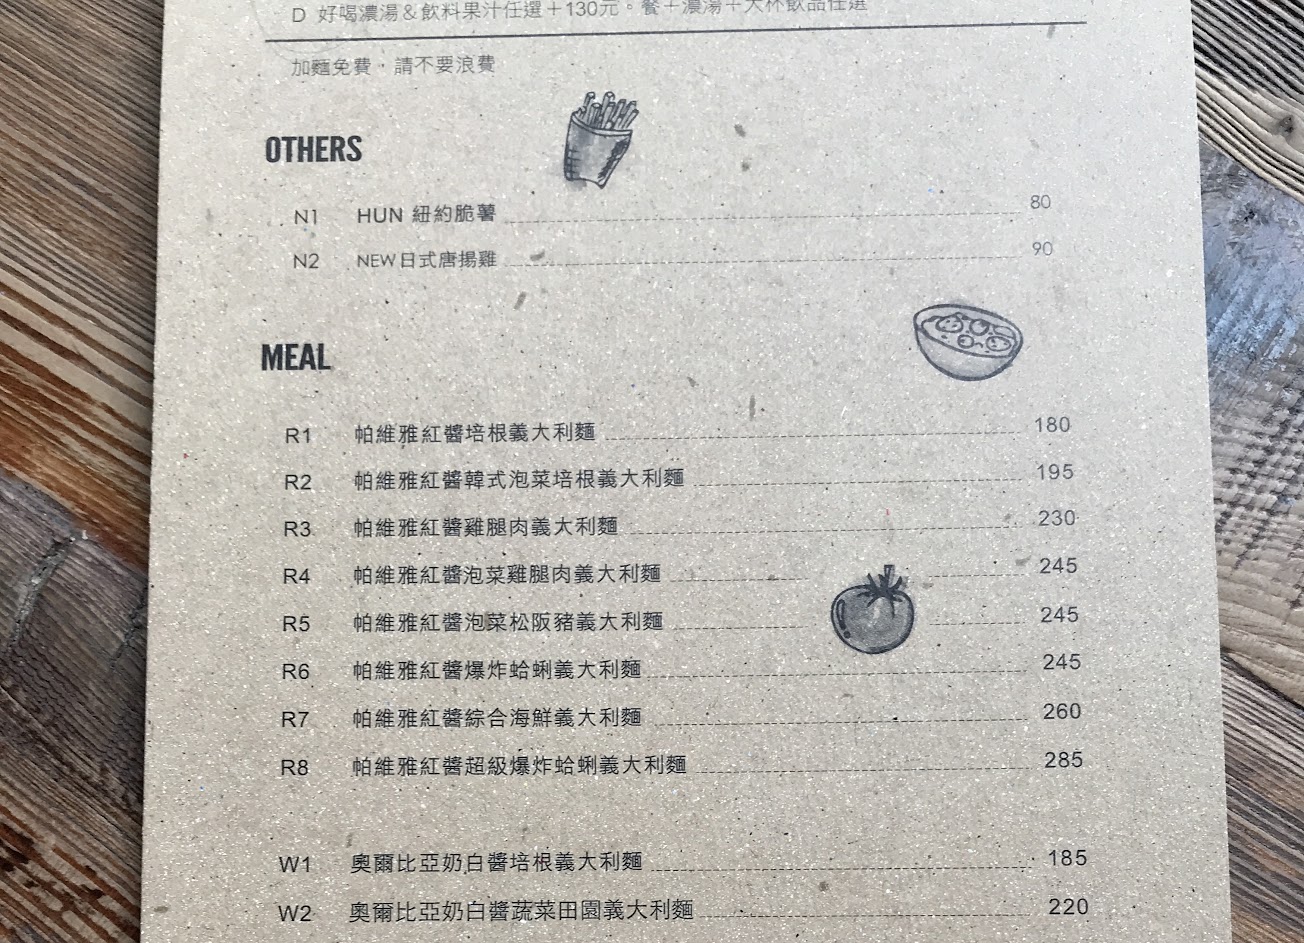 D 好喝濃湯＆飲料果汁任選＋130元。餐＋濃湯＋大杯飲品任選
加麵免費・請不要浪費
OTHERS
N1 HUN 紐約脆薯 80
N2 NEW日式唐揚雞 90
MEAL
R1 帕維雅紅醬培根義大利麵 180
R2 帕維雅紅醬韓式泡菜培根義大利麵 195
R3 帕維雅紅醬雞腿肉義大利麵 230
R4 帕維雅紅醬泡菜雞腿肉義大利麵 245
R5 帕維雅紅醬泡菜松阪豬義大利麵 245
R6 帕維雅紅醬爆炸蛤蜊義大利麵 245
R7 帕維雅紅醬綜合海鮮義大利麵 260
R8 帕維雅紅醬超級爆炸蛤蜊義大利麵 285
W1 奧爾比亞奶白醬培根義大利麵 185
W2 奧爾比亞奶白醬蔬菜田園義大利麵 220